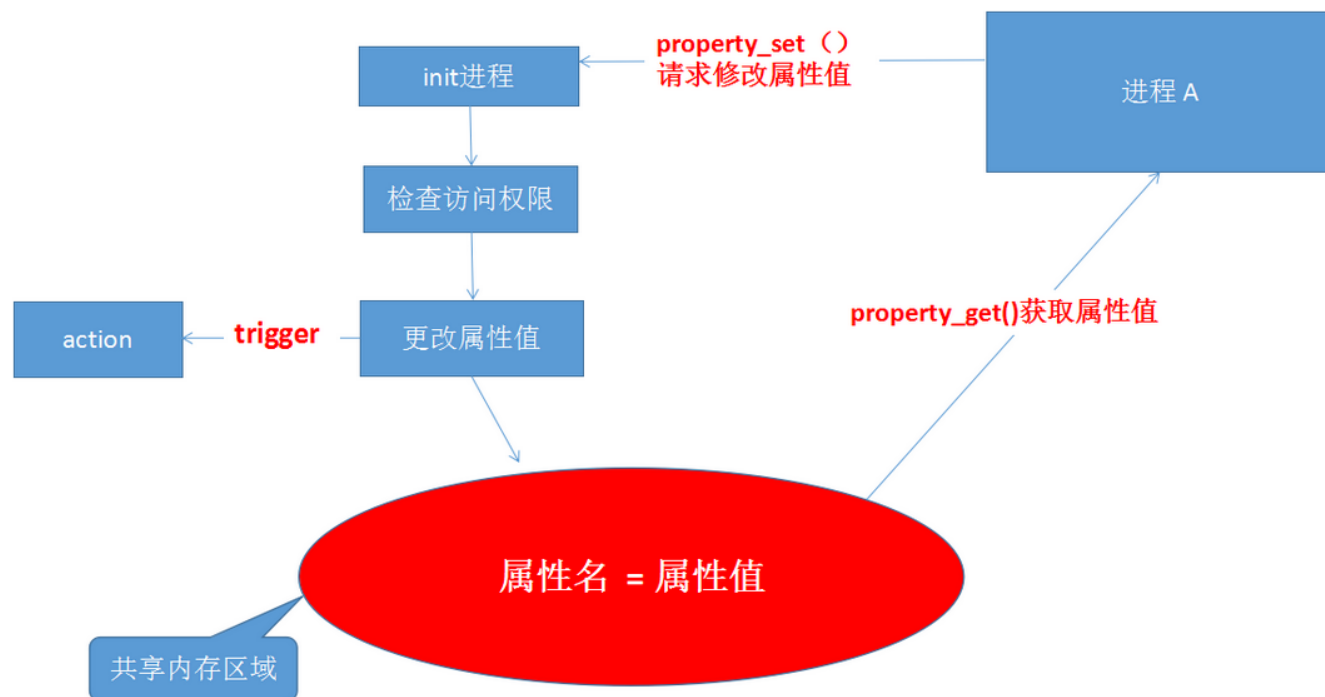 property_set（）
请求修改属性值
init进程
进程 A
检查访问权限
property_get()获取属性值
action
trigger
更改属性值
属性名 = 属性值
共享内存区域